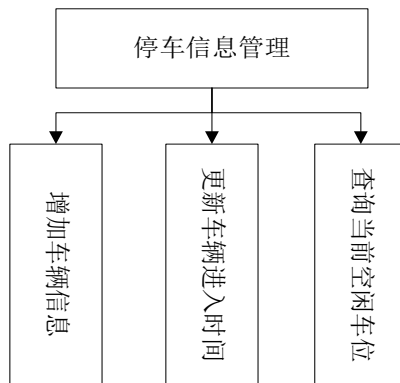 停车信息管理
增加车辆信息
更新车辆进入时间
查询当前空闲车位